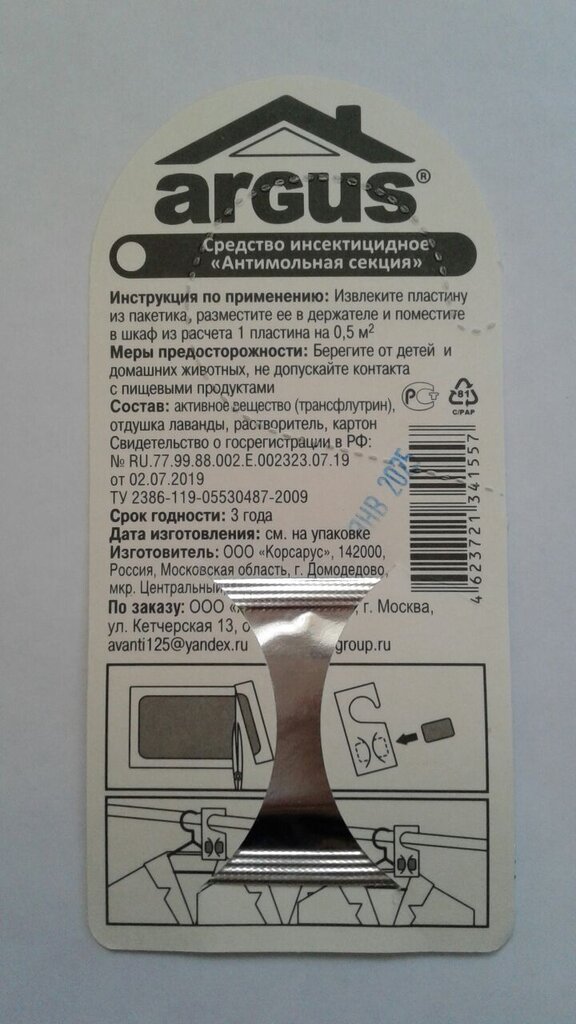 argus®
Средство инсектицидное
«Антимольная секция»
Инструкция по применению: Извлеките пластину
из пакетика, разместите ее в держателе и поместите
в шкаф из расчета 1 пластина на 0,5 м²
Меры предосторожности: Берегите от детей и
домашних животных, не допускайте контакта
с пищевыми продуктами
Состав: активное вещество (трансфлутрин),
отдушка лаванды, растворитель, картон
Свидетельство о госрегистрации в РФ:
№ RU.77.99.88.002.E.002323.07.19
от 02.07.2019
ТУ 2386-119-05530487-2009
Срок годности: 3 года
Дата изготовления: см. на упаковке
Изготовитель: ООО «Корсарус», 142000,
Россия, Московская область, г. Домодедово,
мкр. Центральный
По заказу: ООО г. Москва,
ул. Кетчерская 13,
avanti125@yandex.ru group.ru
РСТ
81
C/PAP
ЯНВ
4 623721 341557